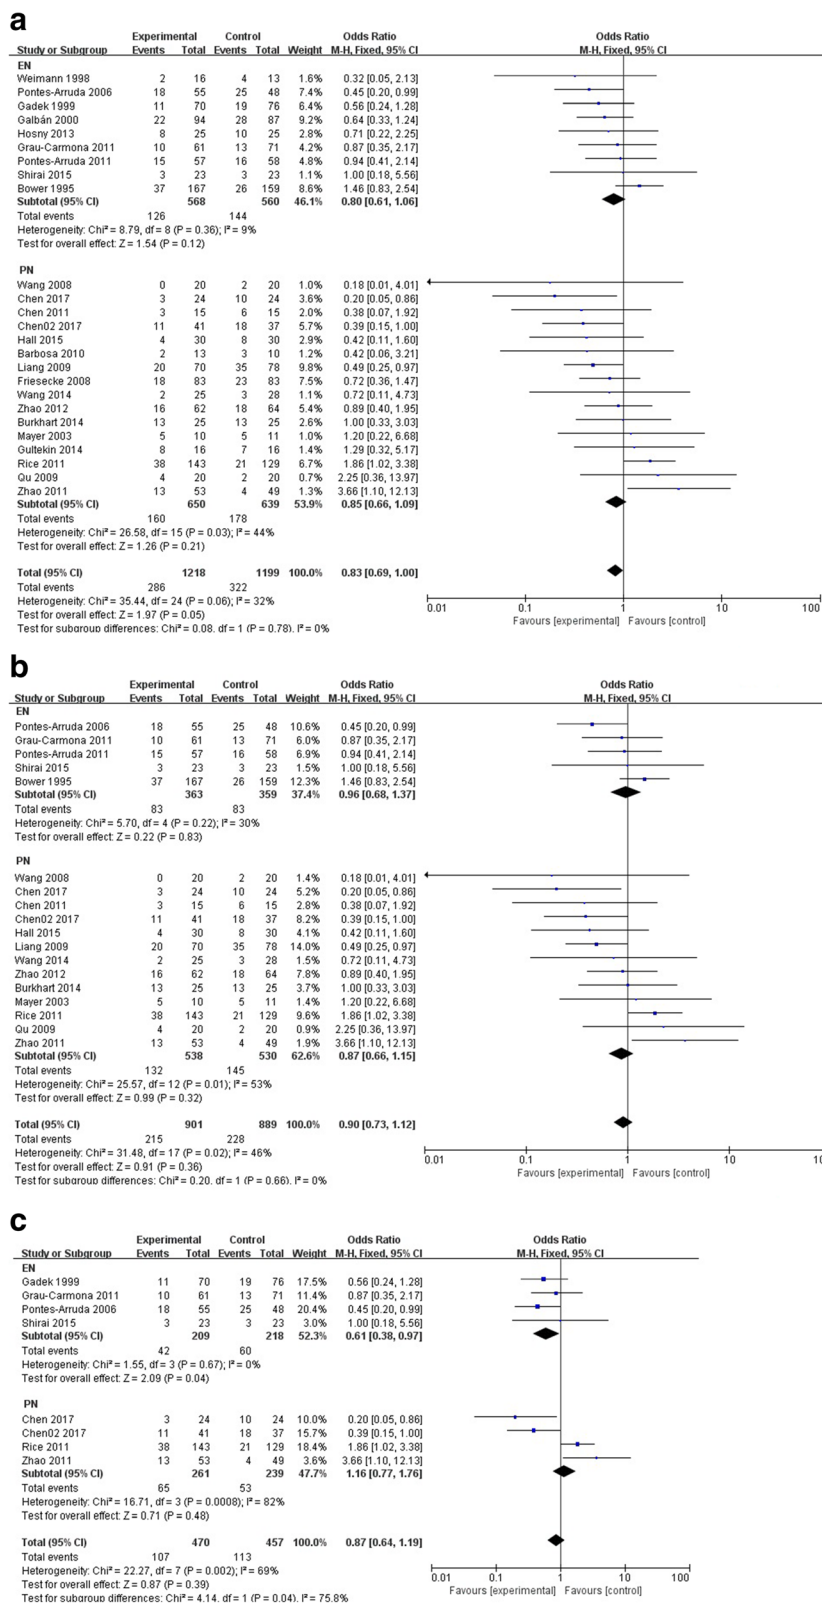 a
Experimental Control Odds Ratio Odds Ratio
Study or Subgroup Events Total Events Total Weight M-H, Fixed, 95% CI M-H, Fixed, 95% CI
EN
Weimann 1998 2 16 4 13 1.6% 0.32 [0.05, 2.13]
Pontes-Arruda 2006 18 55 25 48 7.4% 0.45 [0.20, 0.99]
Gadek 1999 11 70 19 76 6.4% 0.56 [0.24, 1.28]
Galbán 2000 22 94 28 87 9.2% 0.64 [0.33, 1.24]
Hosny 2013 8 25 10 25 2.8% 0.71 [0.22, 2.25]
Grau-Carmona 2011 10 61 13 71 4.2% 0.87 [0.35, 2.17]
Pontes-Arruda 2011 15 57 16 58 4.8% 0.94 [0.41, 2.14]
Shirai 2015 3 23 3 23 1.1% 1.00 [0.18, 5.56]
Bower 1995 37 167 26 159 8.6% 1.46 [0.83, 2.54]
Subtotal (95% CI) 568 560 46.1% 0.80 [0.61, 1.06]
Total events 126 144
Heterogeneity: Chi² = 8.79, df = 8 (P = 0.36); I² = 9%
Test for overall effect: Z = 1.54 (P = 0.12)
PN
Wang 2008 0 20 2 20 1.0% 0.18 [0.01, 4.01]
Chen 2017 3 24 10 24 3.6% 0.20 [0.05, 0.86]
Chen 2011 3 15 6 15 2.0% 0.38 [0.07, 1.92]
Chen02 2017 11 41 18 37 5.7% 0.39 [0.15, 1.00]
Hall 2015 4 30 8 30 2.9% 0.42 [0.11, 1.60]
Barbosa 2010 2 13 3 10 1.2% 0.42 [0.06, 3.21]
Liang 2009 20 70 35 78 9.8% 0.49 [0.25, 0.97]
Friesecke 2008 18 83 23 83 7.5% 0.72 [0.36, 1.47]
Wang 2014 2 25 3 28 1.1% 0.72 [0.11, 4.73]
Zhao 2012 16 62 18 64 5.4% 0.89 [0.40, 1.95]
Burkhart 2014 13 25 13 25 2.6% 1.00 [0.33, 3.03]
Mayer 2003 5 10 5 11 1.0% 1.20 [0.22, 6.68]
Gultekin 2014 8 16 7 16 1.5% 1.29 [0.32, 5.17]
Rice 2011 38 143 21 129 6.7% 1.86 [1.02, 3.38]
Qu 2009 4 20 2 20 0.7% 2.25 [0.36, 13.97]
Zhao 2011 13 53 4 49 1.3% 3.66 [1.10, 12.13]
Subtotal (95% CI) 650 639 53.9% 0.85 [0.66, 1.09]
Total events 160 178
Heterogeneity: Chi² = 26.58, df = 15 (P = 0.03); I² = 44%
Test for overall effect: Z = 1.26 (P = 0.21)
Total (95% CI) 1218 1199 100.0% 0.83 [0.69, 1.00]
Total events 286 322
Heterogeneity: Chi² = 35.44, df = 24 (P = 0.06); I² = 32%
Test for overall effect: Z = 1.97 (P = 0.05)
Test for subgroup differences: Chi² = 0.08, df = 1 (P = 0.78), I² = 0%
0.01 0.1 1 10 100
Favours [experimental] Favours [control]
b
Experimental Control Odds Ratio Odds Ratio
Study or Subgroup Events Total Events Total Weight M-H, Fixed, 95% CI M-H, Fixed, 95% CI
EN
Pontes-Arruda 2006 18 55 25 48 10.6% 0.45 [0.20, 0.99]
Grau-Carmona 2011 10 61 13 71 6.0% 0.87 [0.35, 2.17]
Pontes-Arruda 2011 15 57 16 58 6.9% 0.94 [0.41, 2.14]
Shirai 2015 3 23 3 23 1.5% 1.00 [0.18, 5.56]
Bower 1995 37 167 26 159 12.3% 1.46 [0.83, 2.54]
Subtotal (95% CI) 363 359 37.4% 0.96 [0.68, 1.37]
Total events 83 83
Heterogeneity: Chi² = 5.70, df = 4 (P = 0.22); I² = 30%
Test for overall effect: Z = 0.22 (P = 0.83)
PN
Wang 2008 0 20 2 20 1.4% 0.18 [0.01, 4.01]
Chen 2017 3 24 10 24 5.2% 0.20 [0.05, 0.86]
Chen 2011 3 15 6 15 2.8% 0.38 [0.07, 1.92]
Chen02 2017 11 41 18 37 8.2% 0.39 [0.15, 1.00]
Hall 2015 4 30 8 30 4.1% 0.42 [0.11, 1.60]
Liang 2009 20 70 35 78 14.0% 0.49 [0.25, 0.97]
Wang 2014 2 25 3 28 1.5% 0.72 [0.11, 4.73]
Zhao 2012 16 62 18 64 7.8% 0.89 [0.40, 1.95]
Burkhart 2014 13 25 13 25 3.7% 1.00 [0.33, 3.03]
Mayer 2003 5 10 5 11 1.4% 1.20 [0.22, 6.68]
Rice 2011 38 143 21 129 9.6% 1.86 [1.02, 3.38]
Qu 2009 4 20 2 20 0.9% 2.25 [0.36, 13.97]
Zhao 2011 13 53 4 49 1.9% 3.66 [1.10, 12.13]
Subtotal (95% CI) 538 530 62.6% 0.87 [0.66, 1.15]
Total events 132 145
Heterogeneity: Chi² = 25.57, df = 12 (P = 0.01); I² = 53%
Test for overall effect: Z = 0.99 (P = 0.32)
Total (95% CI) 901 889 100.0% 0.90 [0.73, 1.12]
Total events 215 228
Heterogeneity: Chi² = 31.48, df = 17 (P = 0.02); I² = 46%
Test for overall effect: Z = 0.91 (P = 0.36)
Test for subgroup differences: Chi² = 0.20, df = 1 (P = 0.66), I² = 0%
0.01 0.1 1 10
Favours [experimental] Favours [control]
c
Experimental Control Odds Ratio Odds Ratio
Study or Subgroup Events Total Events Total Weight M-H, Fixed, 95% CI M-H, Fixed, 95% CI
EN
Gadek 1999 11 70 19 76 17.5% 0.56 [0.24, 1.28]
Grau-Carmona 2011 10 61 13 71 11.4% 0.87 [0.35, 2.17]
Pontes-Arruda 2006 18 55 25 48 20.4% 0.45 [0.20, 0.99]
Shirai 2015 3 23 3 23 3.0% 1.00 [0.18, 5.56]
Subtotal (95% CI) 209 218 52.3% 0.61 [0.38, 0.97]
Total events 42 60
Heterogeneity: Chi² = 1.55, df = 3 (P = 0.67); I² = 0%
Test for overall effect: Z = 2.09 (P = 0.04)
PN
Chen 2017 3 24 10 24 10.0% 0.20 [0.05, 0.86]
Chen02 2017 11 41 18 37 15.7% 0.39 [0.15, 1.00]
Rice 2011 38 143 21 129 18.4% 1.86 [1.02, 3.38]
Zhao 2011 13 53 4 49 3.6% 3.66 [1.10, 12.13]
Subtotal (95% CI) 261 239 47.7% 1.16 [0.77, 1.76]
Total events 65 53
Heterogeneity: Chi² = 16.71, df = 3 (P = 0.0008); I² = 82%
Test for overall effect: Z = 0.71 (P = 0.48)
Total (95% CI) 470 457 100.0% 0.87 [0.64, 1.19]
Total events 107 113
Heterogeneity: Chi² = 22.27, df = 7 (P = 0.002); I² = 69%
Test for overall effect: Z = 0.87 (P = 0.39)
Test for subgroup differences: Chi² = 4.14, df = 1 (P = 0.04), I² = 75.8%
0.01 0.1 1 10 100
Favours [experimental] Favours [control]